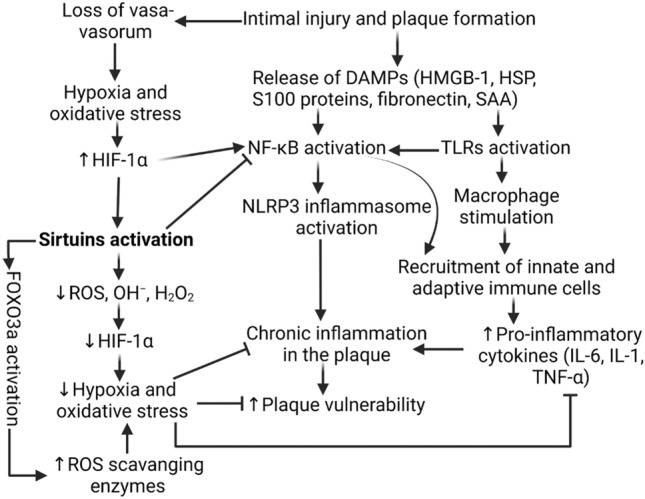 Loss of vasa-
vasorum
Intimal injury and plaque formation
Hypoxia and
oxidative stress
Release of DAMPs (HMGB-1, HSP,
S100 proteins, fibronectin, SAA)
↑HIF-1α
NF-κB activation
TLRs activation
NLRP3 inflammasome
activation
Macrophage
stimulation
Sirtuins activation
Recruitment of innate and
adaptive immune cells
FOXO3a activation
↓ROS, OH⁻, H₂O₂
↓HIF-1α
Chronic inflammation
in the plaque
↑Pro-inflammatory
cytokines (IL-6, IL-1,
TNF-α)
↓Hypoxia and
oxidative stress
↑Plaque vulnerability
↑ROS scavanging
enzymes